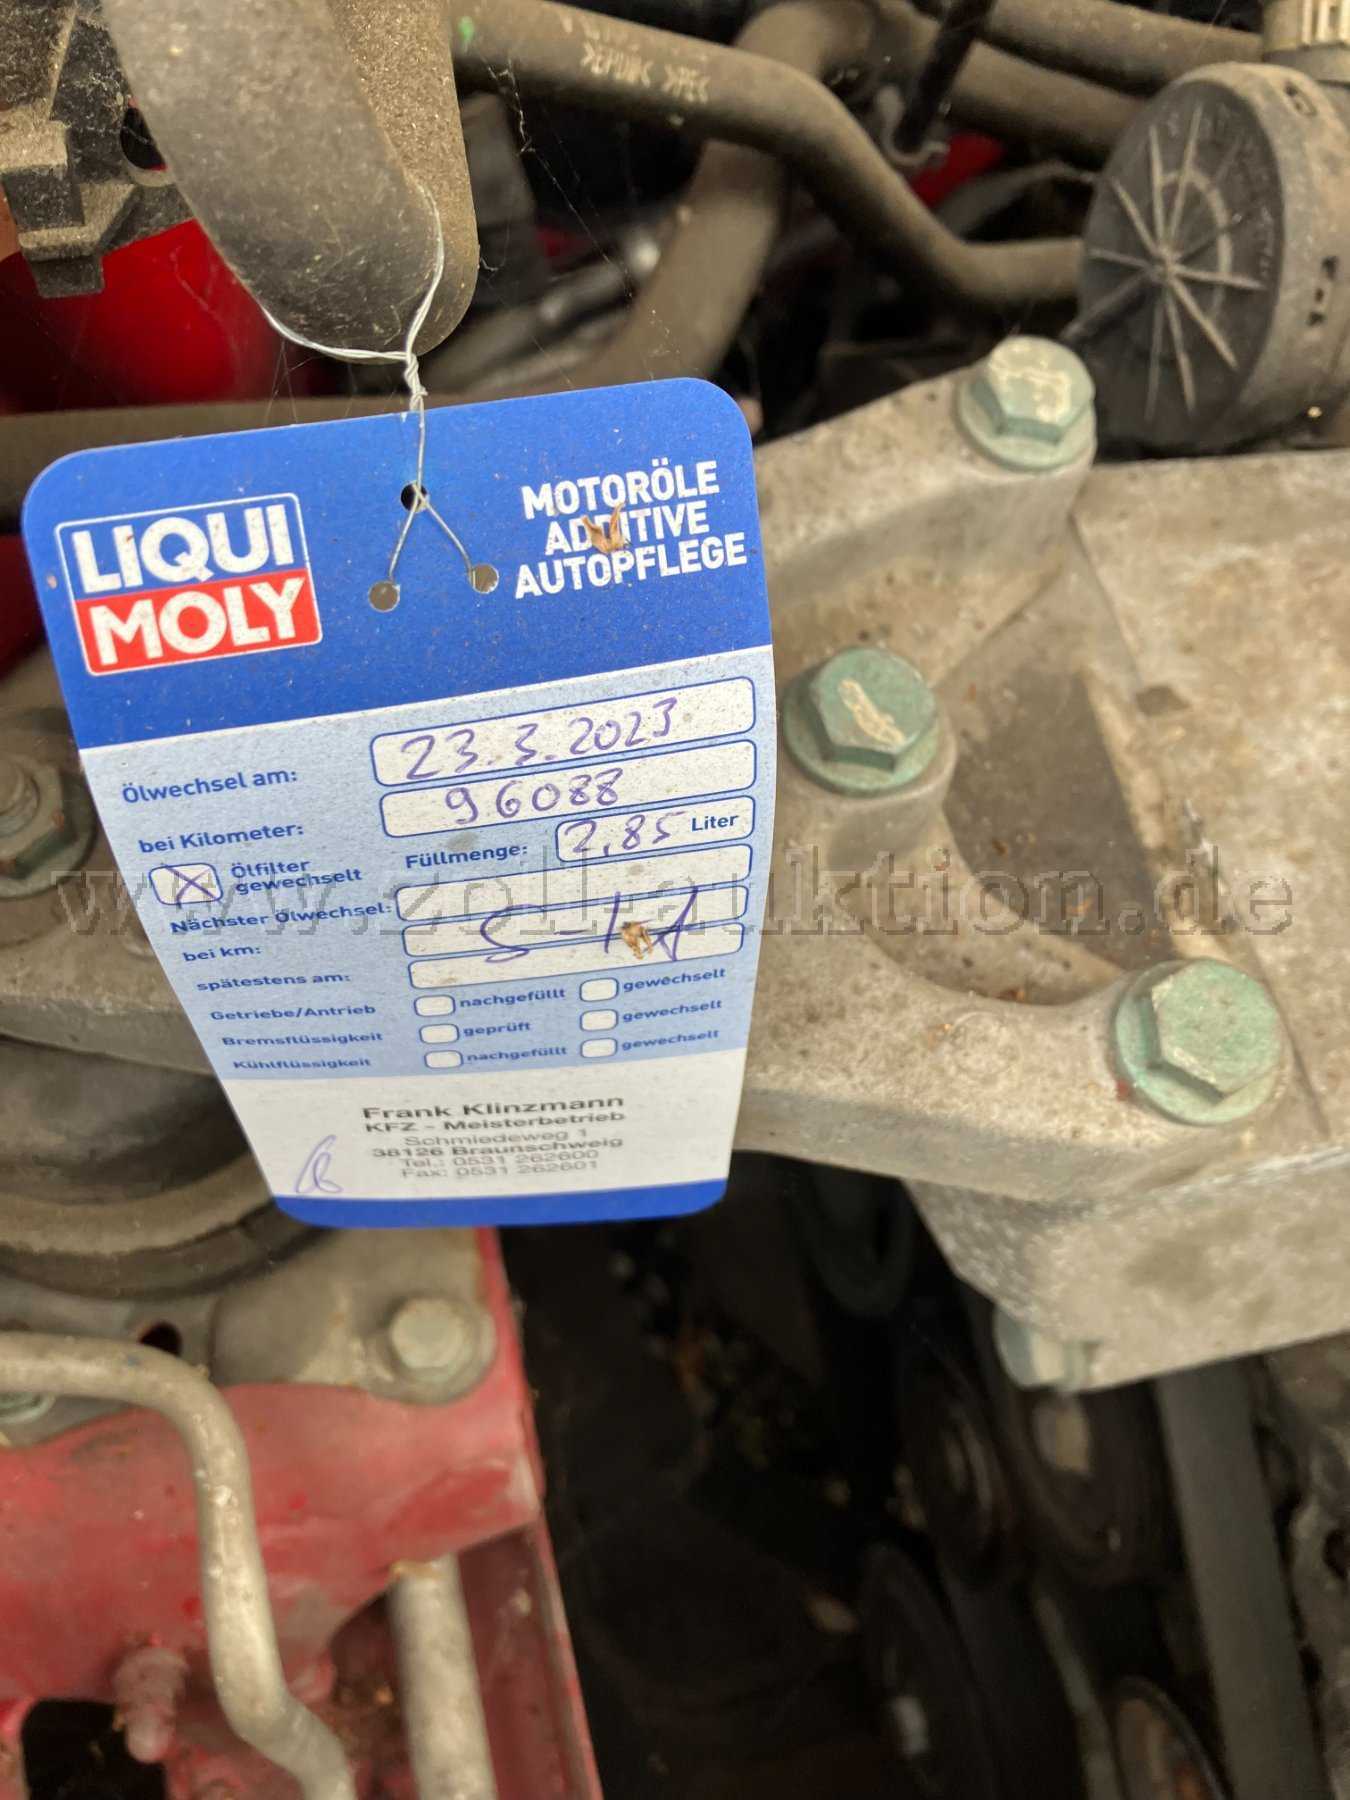 >PA< >MDPE<
LIQUI
MOLY
MOTORÖLE
ADDITIVE
AUTOPFLEGE
Ölwechsel am: 23.3.2023
bei Kilometer: 96088
Ölfilter gewechselt Füllmenge: 2,85 Liter
Nächster Ölwechsel:
bei km:
spätestens am:
Getriebe/Antrieb nachgefüllt gewechselt
Bremsflüssigkeit geprüft gewechselt
Kühlflüssigkeit nachgefüllt gewechselt
Frank Klinzmann
KFZ - Meisterbetrieb
Schmiedeweg 1
38126 Braunschweig
Tel.: 0531 262600
Fax: 0531 262601
www.zoll-auktion.de